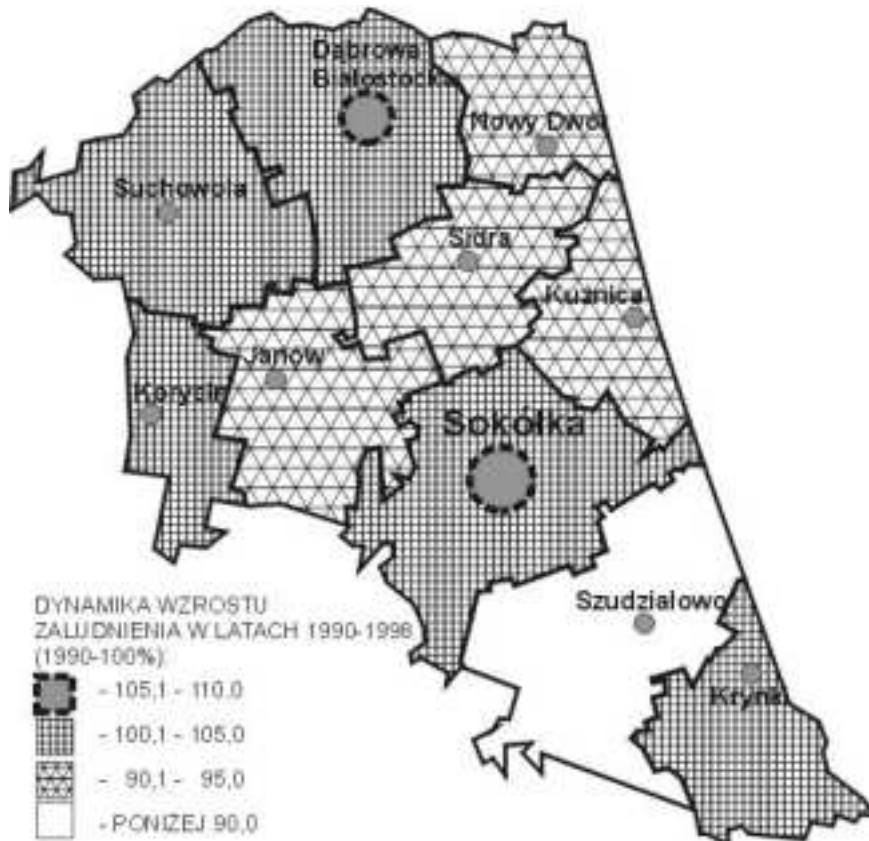 Dąbrowa
Białostocka
Nowy Dwór
Suchowola
Sidra
Kuźnica
Janów
Korycin
Sokółka
Szudziałowo
Krynki
DYNAMIKA WZROSTU
ZALUDNIENIA W LATACH 1990-1998
(1990-100%):
- 105,1 - 110,0
- 100,1 - 105,0
- 90,1 - 95,0
- PONIŻEJ 90,0